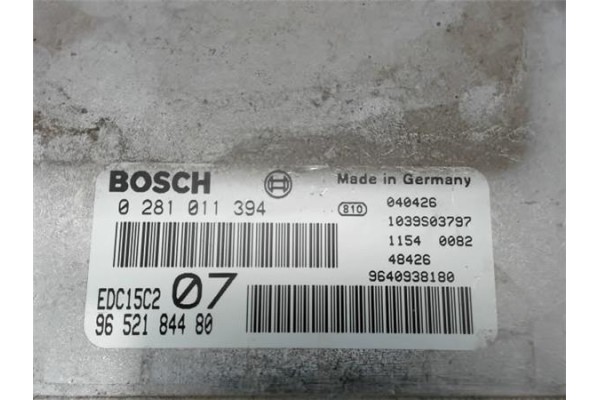 BOSCH
Made in Germany
0 281 011 394
810
040426
1039S03797
1154 0082
48426
9640938180
EDC15C2 07
96 521 844 80